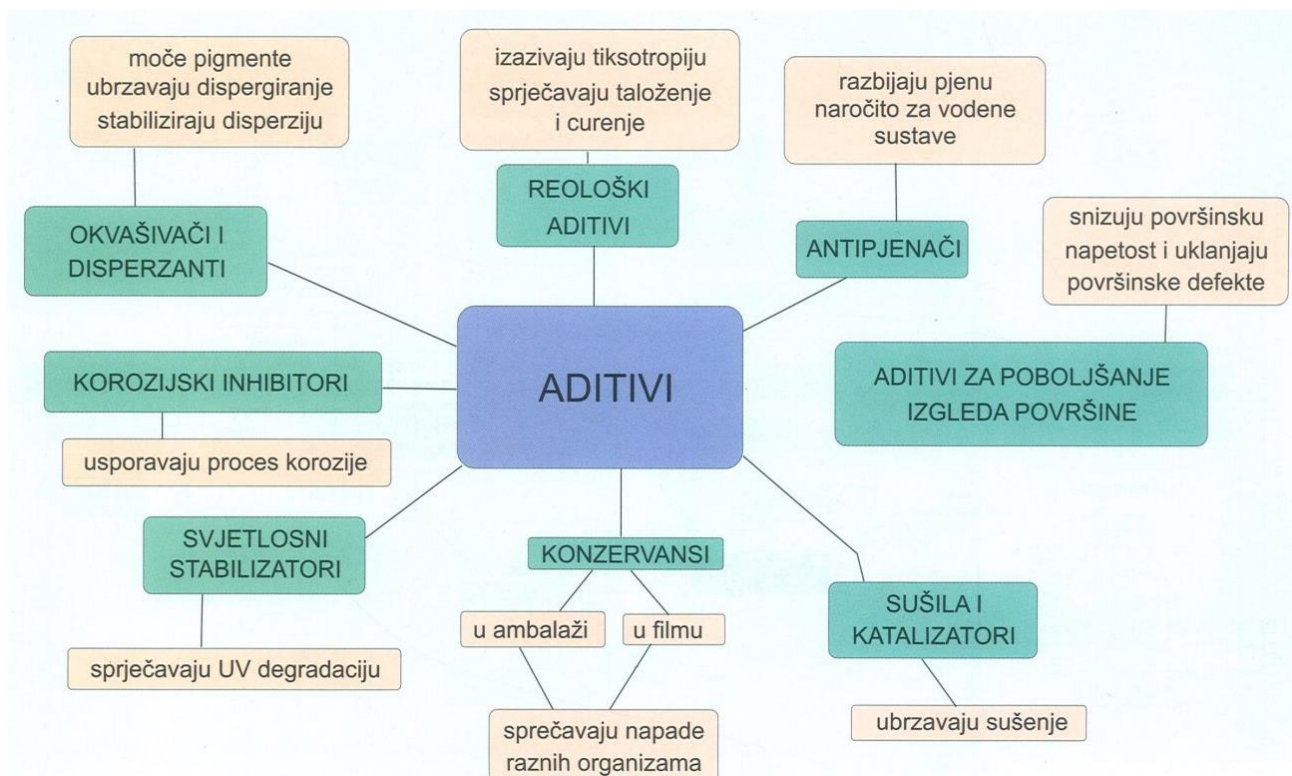 moče pigmente
ubrzavaju dispergiranje
stabiliziraju disperziju
izazivaju tiksotropiju
sprječavaju taloženje
i curenje
razbijaju pjenu
naročito za vodene
sustave
OKVAŠIVAČI I
DISPERZANTI
REOLOŠKI
ADITIVI
ANTIPJENAČI
snizuju površinsku
napetost i uklanjaju
površinske defekte
KOROZIJSKI INHIBITORI
ADITIVI
ADITIVI ZA POBOLJŠANJE
IZGLEDA POVRŠINE
usporavaju proces korozije
SVJETLOSNI
STABILIZATORI
KONZERVANSI
SUŠILA I
KATALIZATORI
u ambalaži
u filmu
sprječavaju UV degradaciju
sprečavaju napade
raznih organizama
ubrzavaju sušenje